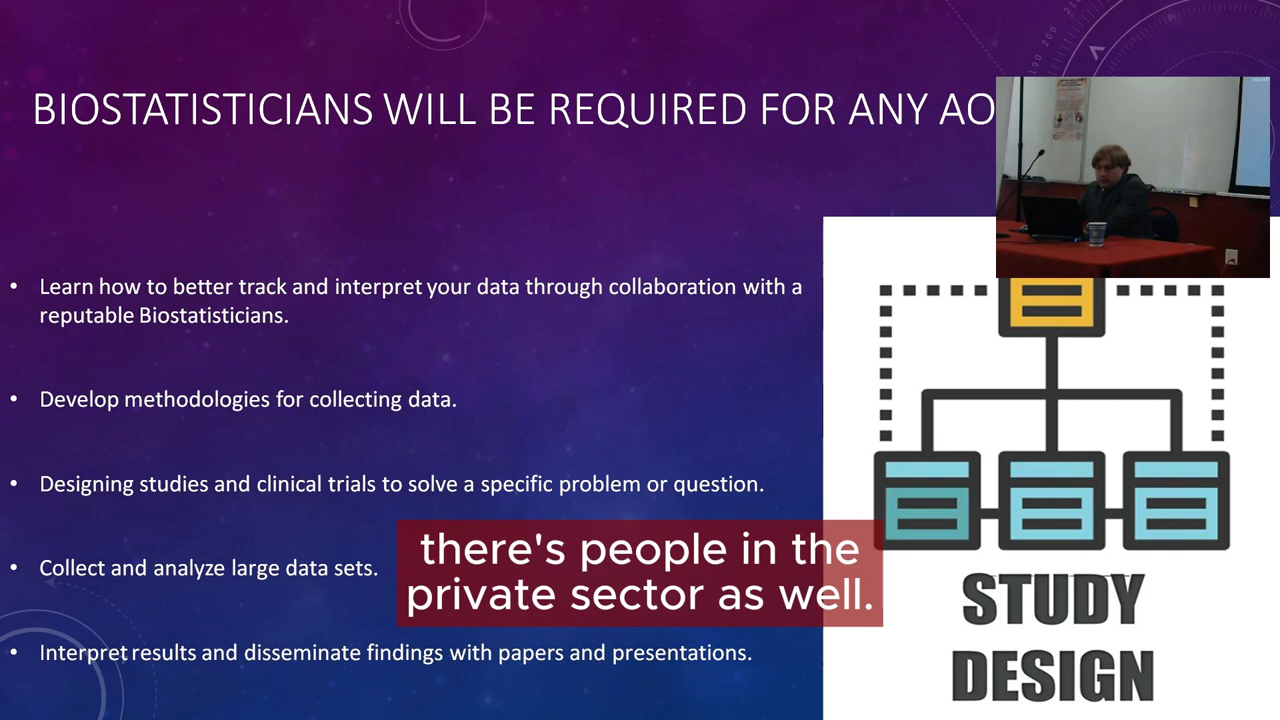 BIOSTATISTICIANS WILL BE REQUIRED FOR ANY AO
• Learn how to better track and interpret your data through collaboration with a
reputable Biostatisticians.
• Develop methodologies for collecting data.
• Designing studies and clinical trials to solve a specific problem or question.
• Collect and analyze large data sets.
• Interpret results and disseminate findings with papers and presentations.
there's people in the
private sector as well.
STUDY
DESIGN
190 200